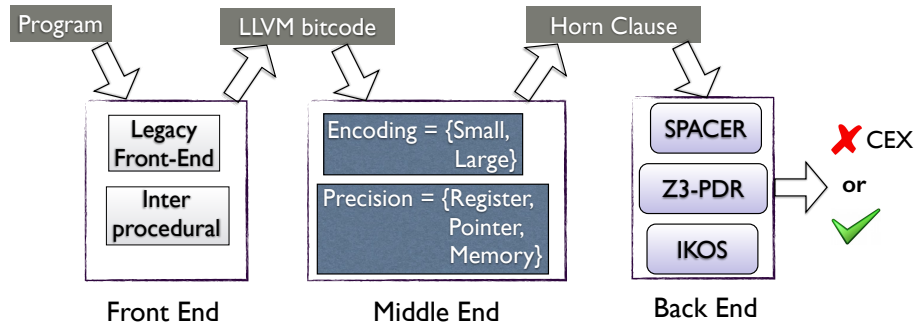 Program
LLVM bitcode
Horn Clause
Legacy
Front-End
Inter
procedural
Front End
Encoding = {Small,
Large}
Precision = {Register,
Pointer,
Memory}
Middle End
SPACER
Z3-PDR
IKOS
Back End
CEX
or